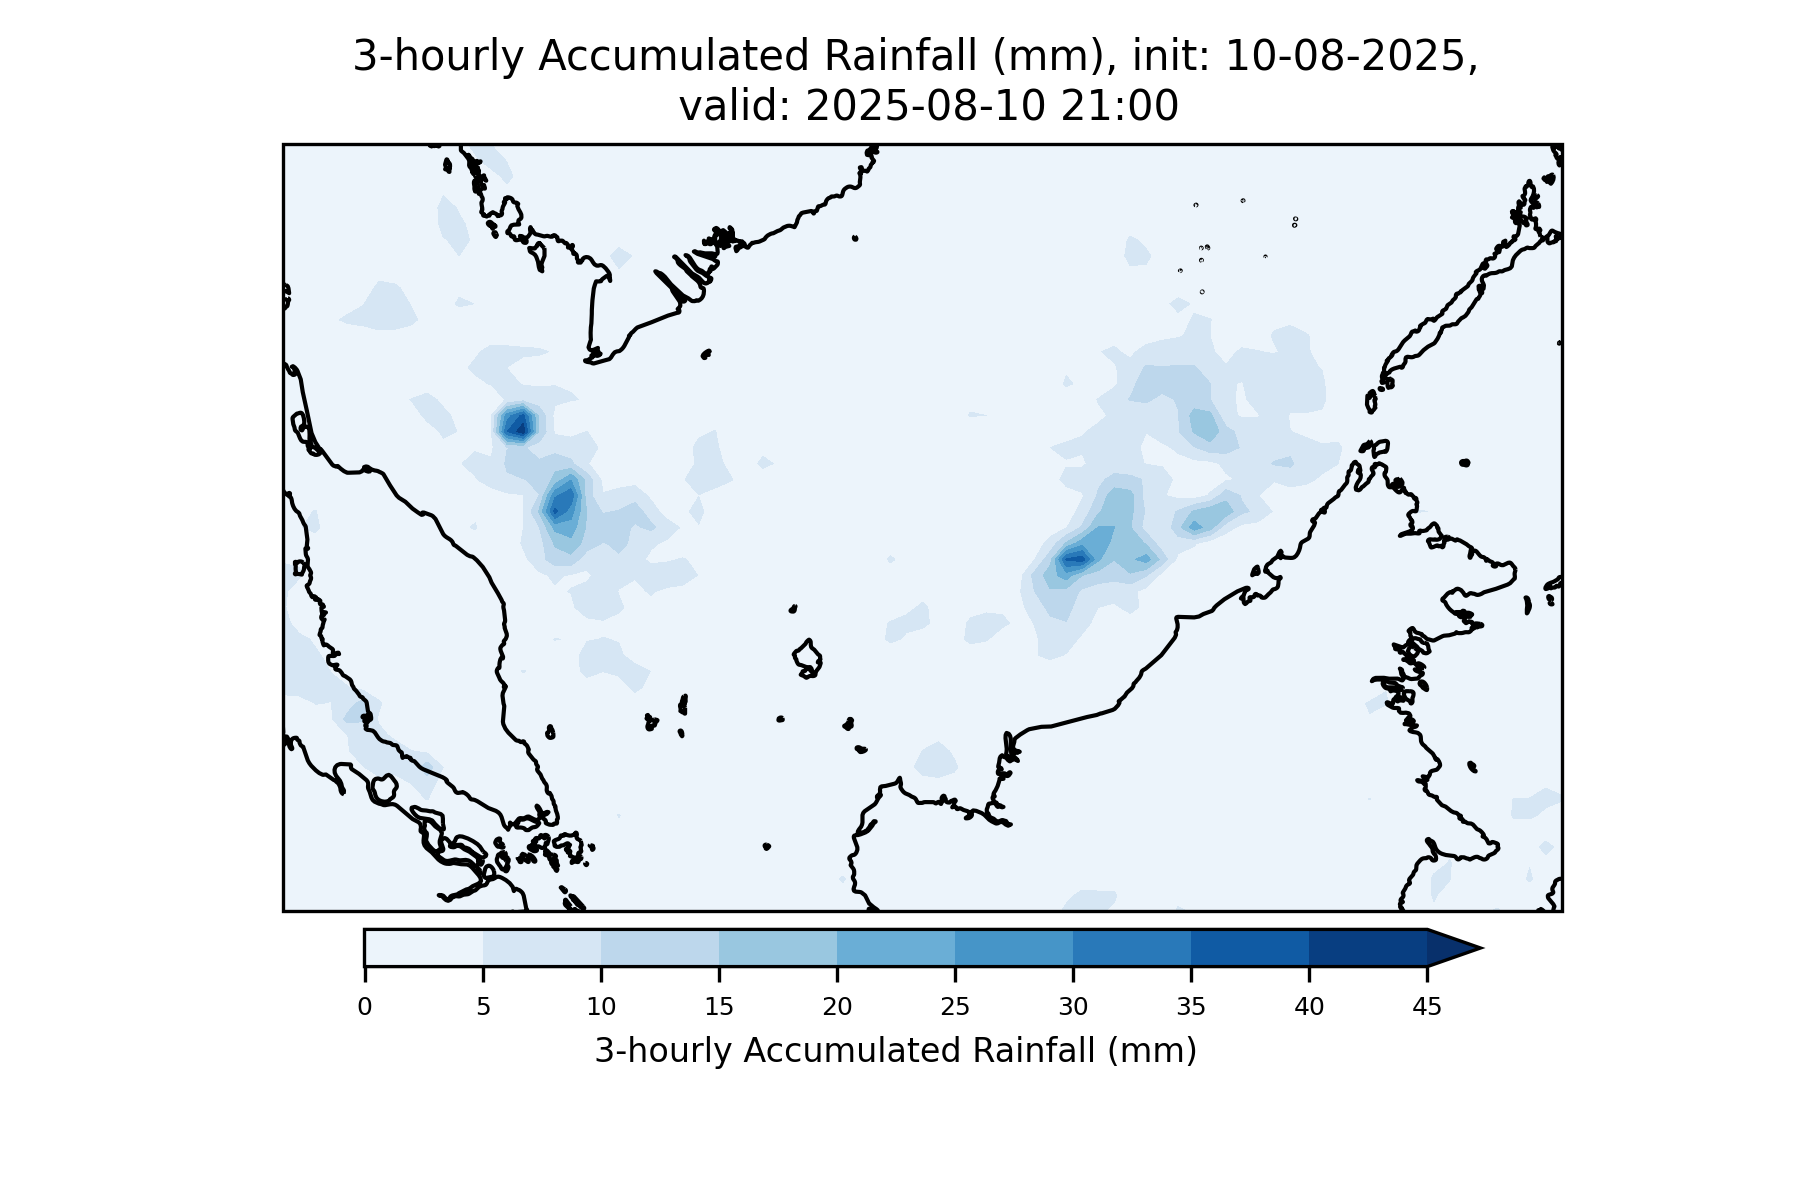 3-hourly Accumulated Rainfall (mm), init: 10-08-2025,
valid: 2025-08-10 21:00
0 5 10 15 20 25 30 35 40 45
3-hourly Accumulated Rainfall (mm)